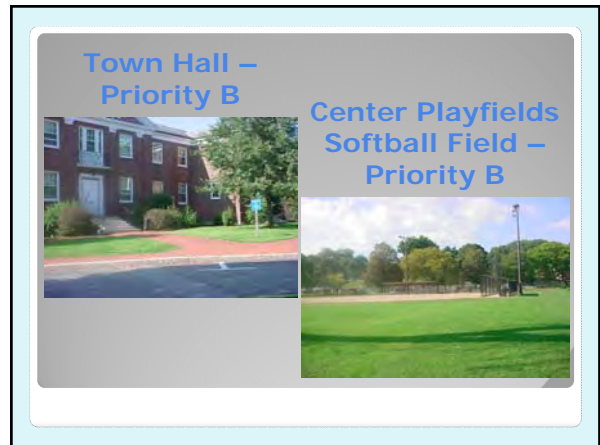 Town Hall –
Priority B
Center Playfields
Softball Field –
Priority B